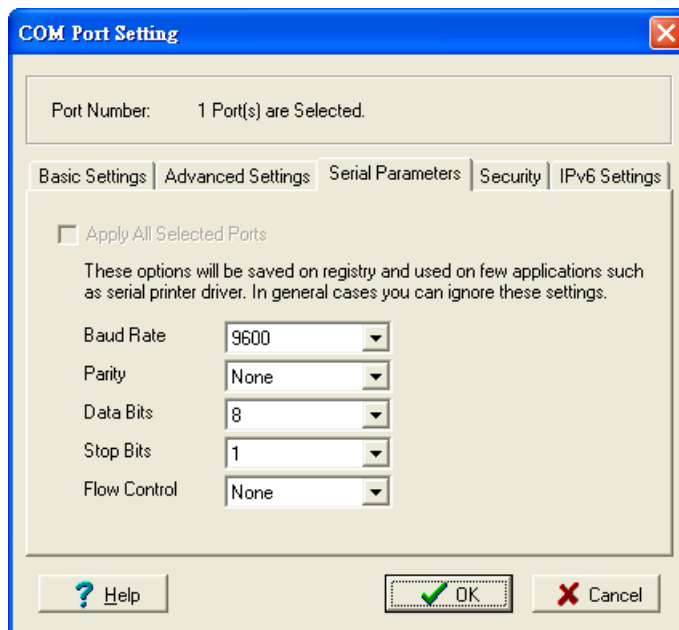 COM Port Setting
Port Number: 1 Port(s) are Selected.
Basic Settings Advanced Settings Serial Parameters Security IPv6 Settings
Apply All Selected Ports
These options will be saved on registry and used on few applications such
as serial printer driver. In general cases you can ignore these settings.
Baud Rate 9600
Parity None
Data Bits 8
Stop Bits 1
Flow Control None
? Help OK Cancel